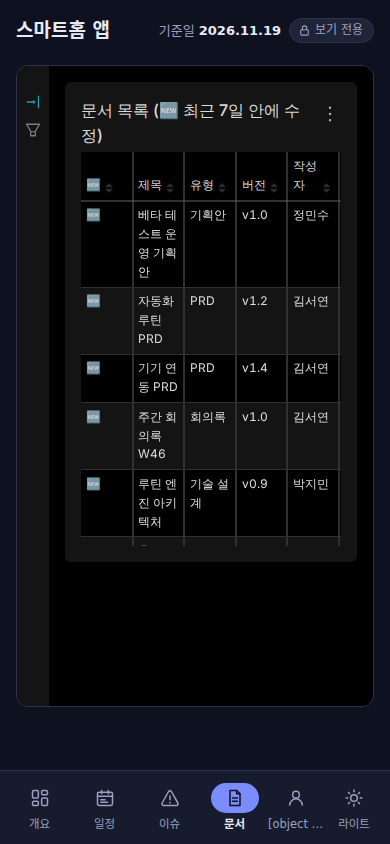 스마트홈 앱 기준일 2026.11.19 보기 전용
문서 목록 (🆕 최근 7일 안에 수
정)
🆕 제목 유형 버전 작성
자
🆕 베타 테 기획안 v1.0 정민수
스트 운
영 기획
안
🆕 자동화 PRD v1.2 김서연
루틴
PRD
🆕 기기 연 PRD v1.4 김서연
동 PRD
🆕 주간 회 회의록 v1.0 김서연
의록
W46
🆕 루틴 엔 기술 설 v0.9 박지민
진 아키 계
텍처
개요 일정 이슈 문서 [object ... 라이트